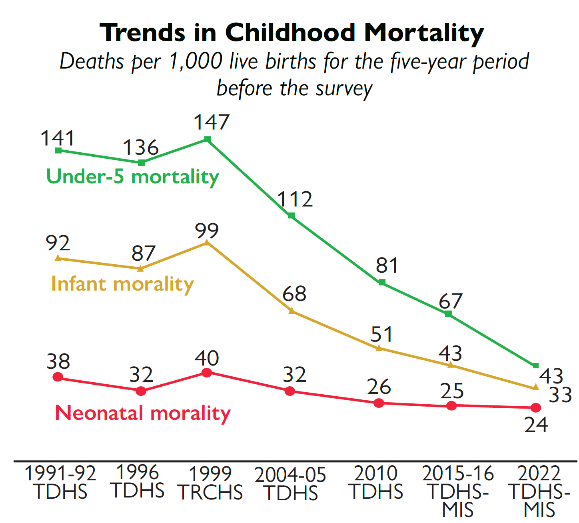 Trends in Childhood Mortality
Deaths per 1,000 live births for the five-year period
before the survey
141
136
147
112
81
67
43
Under-5 mortality
92
87
99
68
51
43
33
Infant morality
38
32
40
32
26
25
24
Neonatal morality
1991-92
TDHS
1996
TDHS
1999
TRCHS
2004-05
TDHS
2010
TDHS
2015-16
TDHS-
MIS
2022
TDHS-
MIS